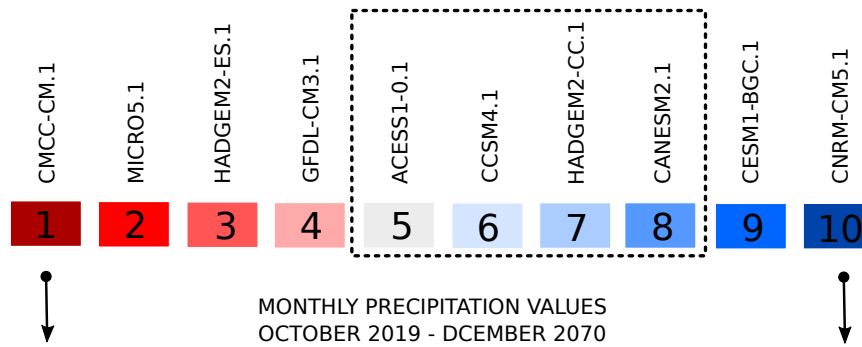 CMCC-CM.1
MICRO5.1
HADGEM2-ES.1
GFDL-CM3.1
ACESS1-0.1
CCSM4.1
HADGEM2-CC.1
CANESM2.1
CESM1-BGC.1
CNRM-CM5.1
1 2 3 4 5 6 7 8 9 10
MONTHLY PRECIPITATION VALUES
OCTOBER 2019 - DCEMBER 2070